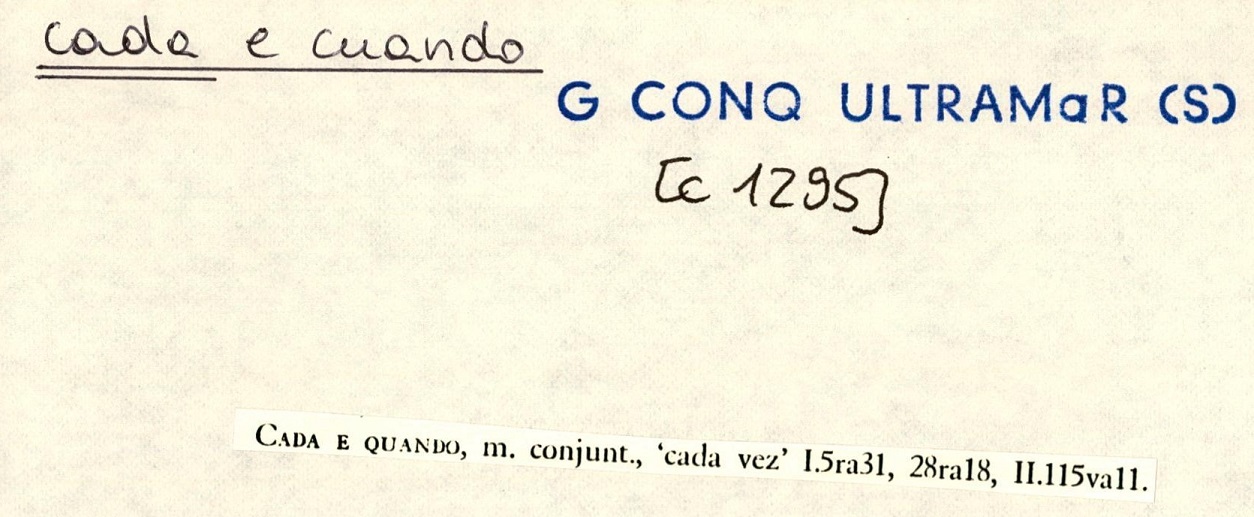 cada e cuando
G CONQ ULTRAMaR (S)
[c 1295]
CADA E QUANDO, m. conjunt., ‘cada vez’ I.5ra31, 28ra18, II.115va11.